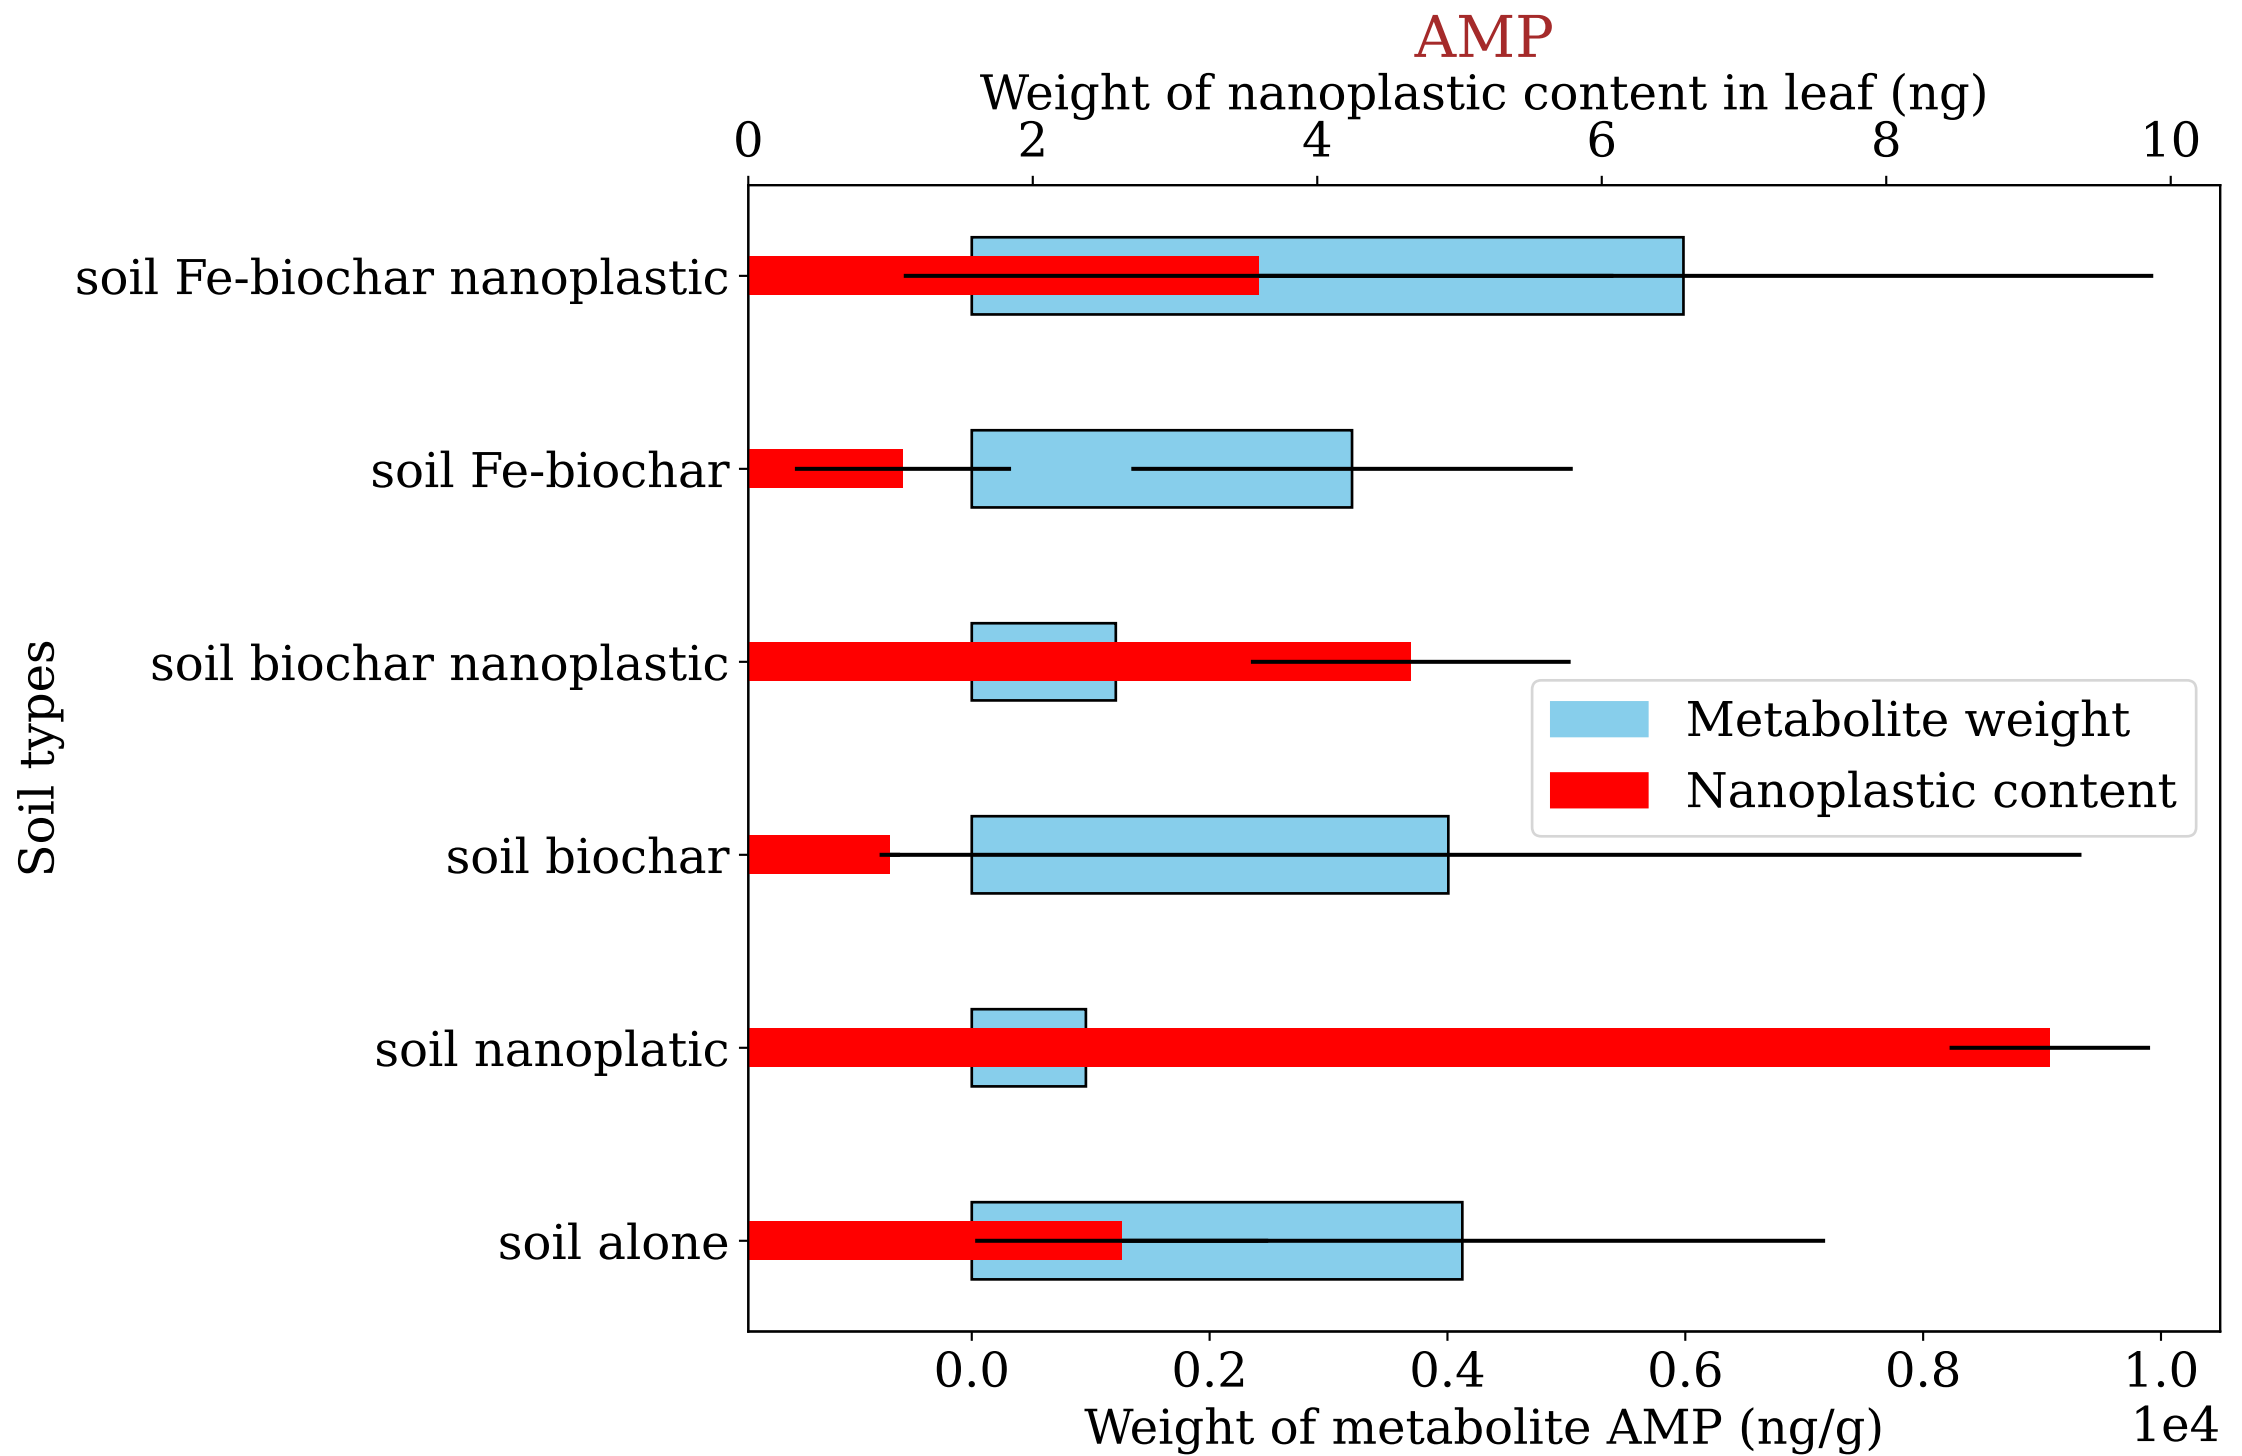 AMP
Weight of nanoplastic content in leaf (ng)
0 2 4 6 8 10
soil Fe-biochar nanoplastic
soil Fe-biochar
soil biochar nanoplastic
soil biochar
soil nanoplatic
soil alone
Soil types
Metabolite weight
Nanoplastic content
0.0 0.2 0.4 0.6 0.8 1.0
Weight of metabolite AMP (ng/g)
1e4